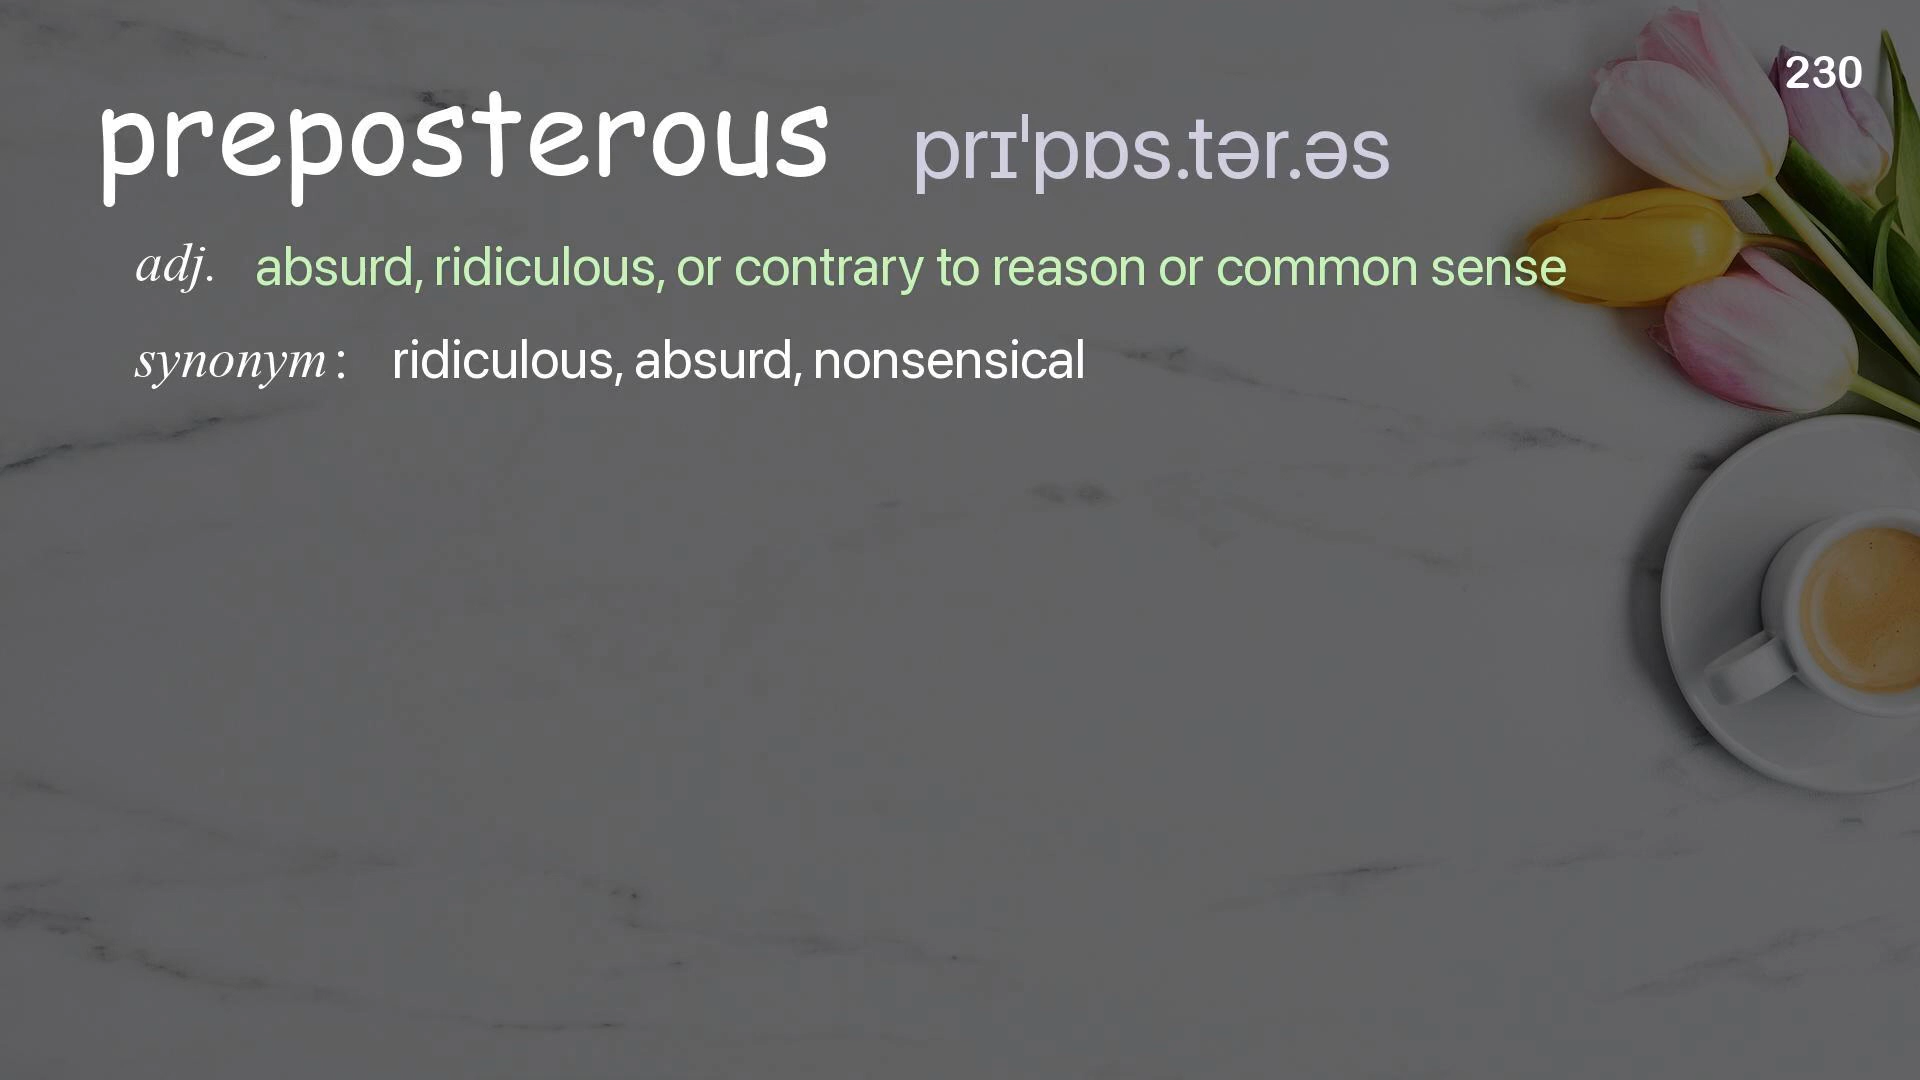 230
preposterous prɪˈpɒs.tər.əs
adj. absurd, ridiculous, or contrary to reason or common sense
synonym: ridiculous, absurd, nonsensical